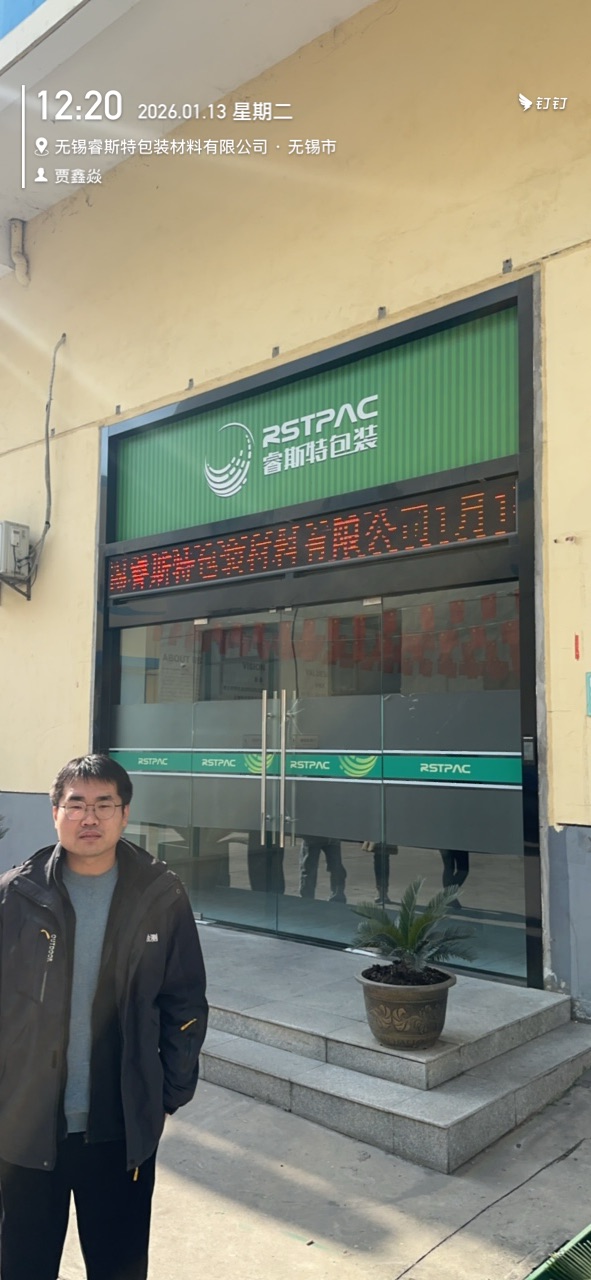 12:20 2026.01.13 星期二
钉钉
无锡睿斯特包装材料有限公司 · 无锡市
贾鑫焱
RSTPAC
睿斯特包装
睿斯特包装材料有限公司1月1
RSTPAC RSTPAC RSTPAC RSTPAC
OUTDOOR